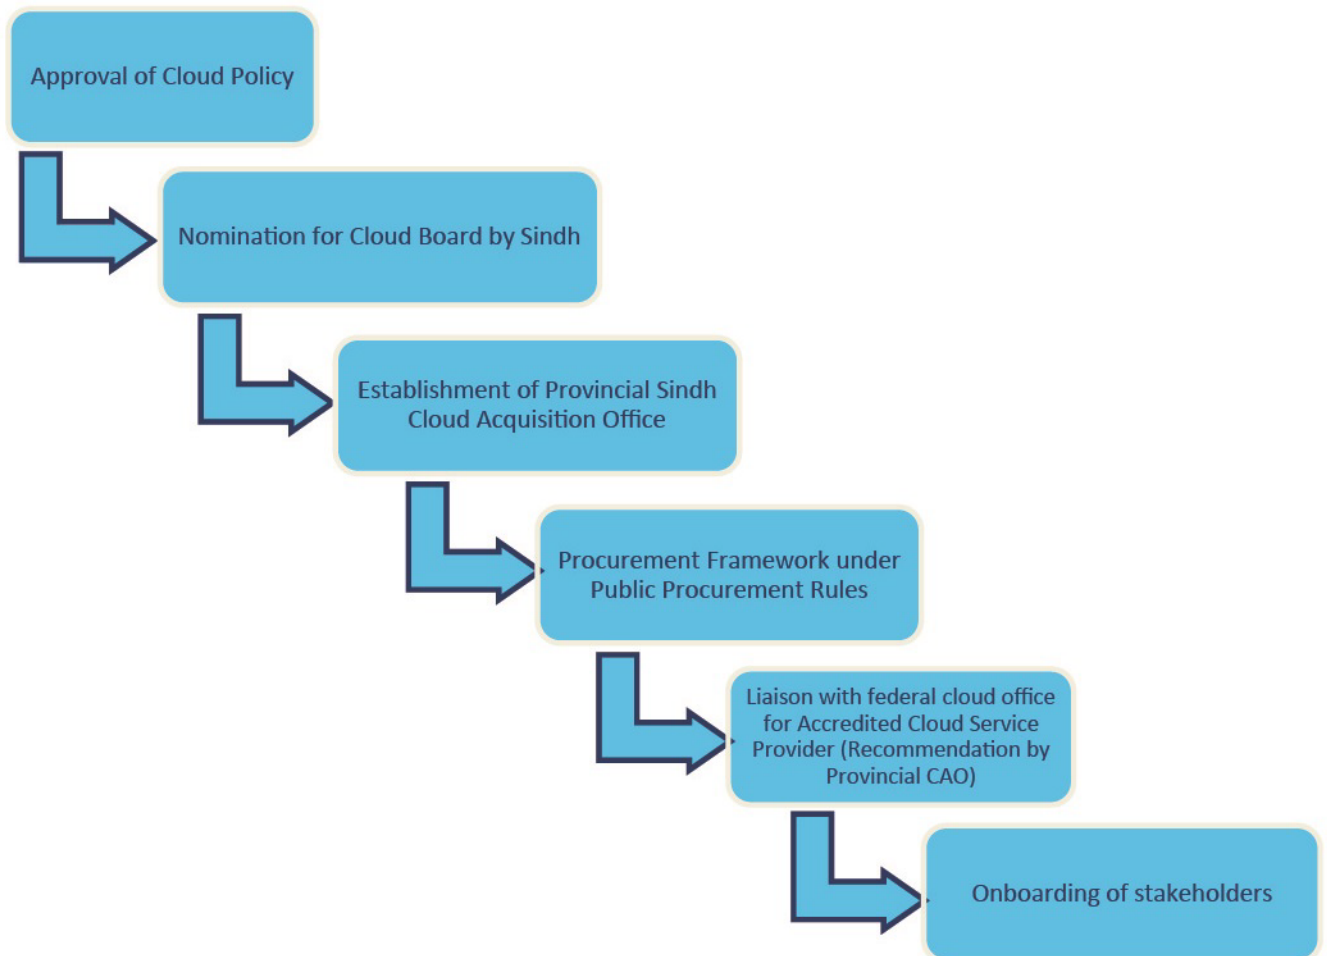 Approval of Cloud Policy
Nomination for Cloud Board by Sindh
Establishment of Provincial Sindh
Cloud Acquisition Office
Procurement Framework under
Public Procurement Rules
Liaison with federal cloud office
for Accredited Cloud Service
Provider (Recommendation by
Provincial CAO)
Onboarding of stakeholders